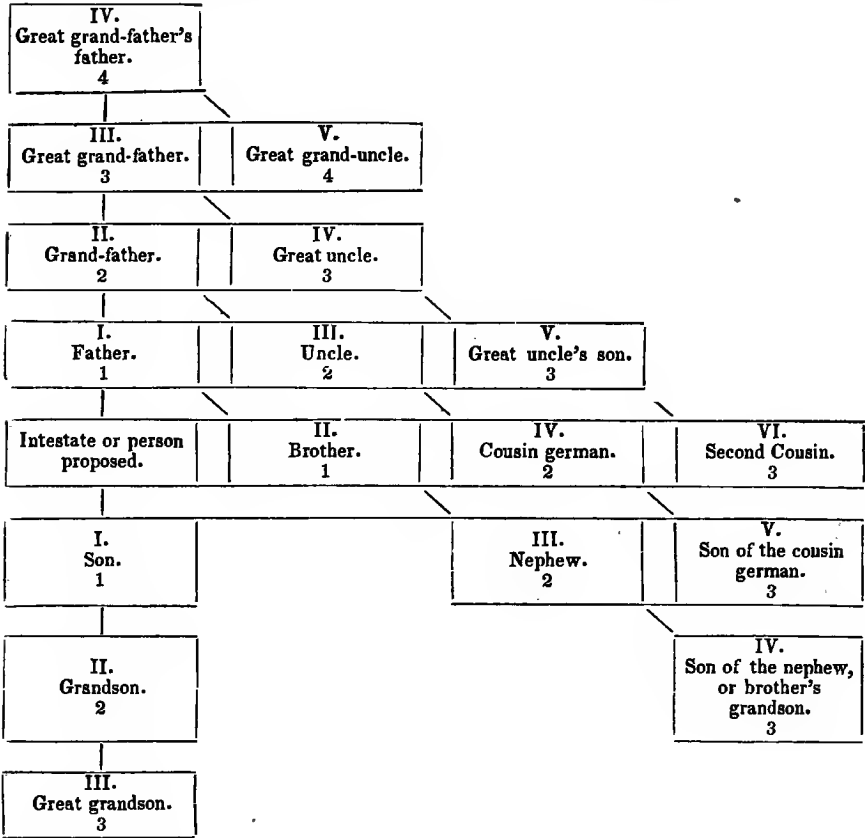 IV.
Great grand-father's
father.
4
III.
Great grand-father.
3
V.
Great grand-uncle.
4
II.
Grand-father.
2
IV.
Great uncle.
3
I.
Father.
1
III.
Uncle.
2
V.
Great uncle's son.
3
Intestate or person
proposed.
II.
Brother.
1
IV.
Cousin german.
2
VI.
Second Cousin.
3
I.
Son.
1
III.
Nephew.
2
V.
Son of the cousin
german.
3
II.
Grandson.
2
IV.
Son of the nephew,
or brother's
grandson.
3
III.
Great grandson.
3